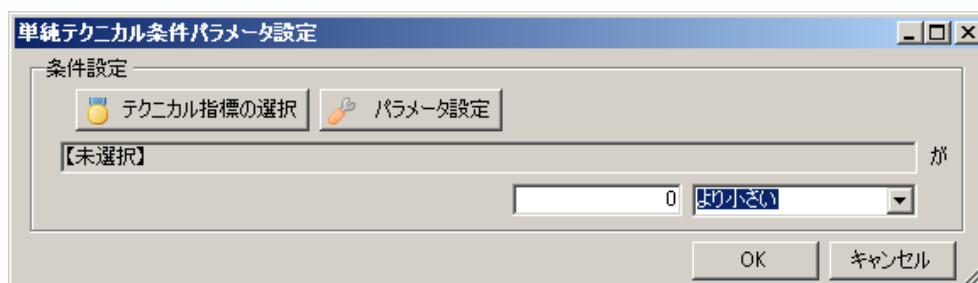 単純テクニカル条件パラメータ設定
条件設定
テクニカル指標の選択 パラメータ設定
【未選択】 が
0 より小さい
OK キャンセル